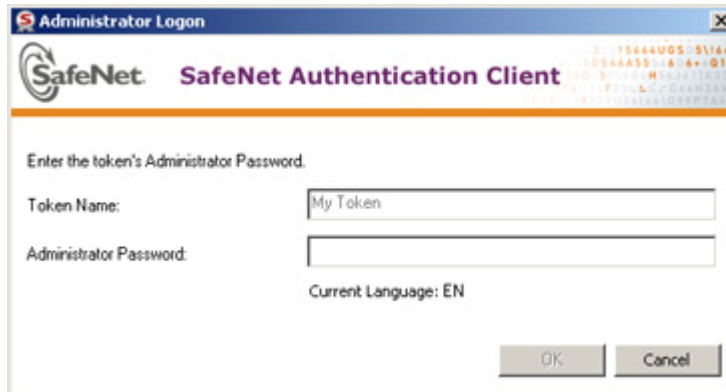 Administrator Logon
SafeNet. SafeNet Authentication Client
Enter the token's Administrator Password.
Token Name: My Token
Administrator Password:
Current Language: EN
OK Cancel